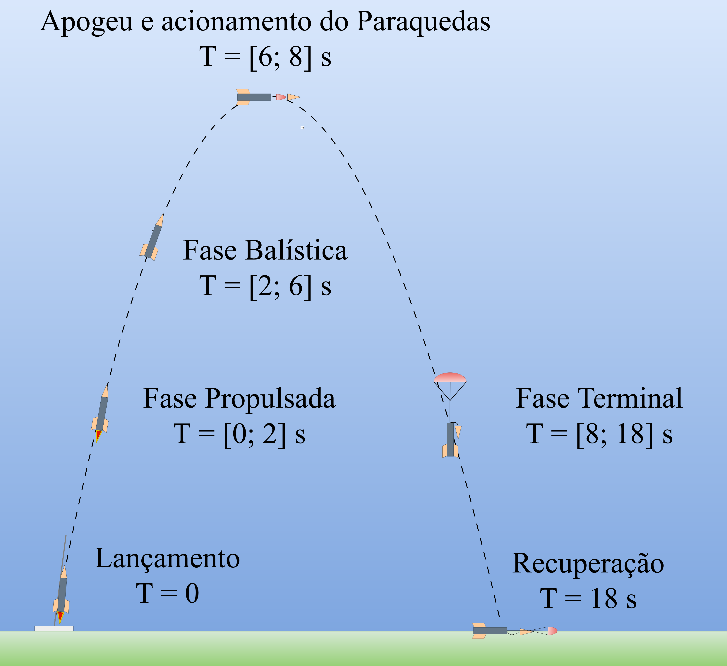 Apogeu e acionamento do Paraquedas
T = [6; 8] s
Fase Balística
T = [2; 6] s
Fase Propulsada
T = [0; 2] s
Fase Terminal
T = [8; 18] s
Lançamento
T = 0
Recuperação
T = 18 s